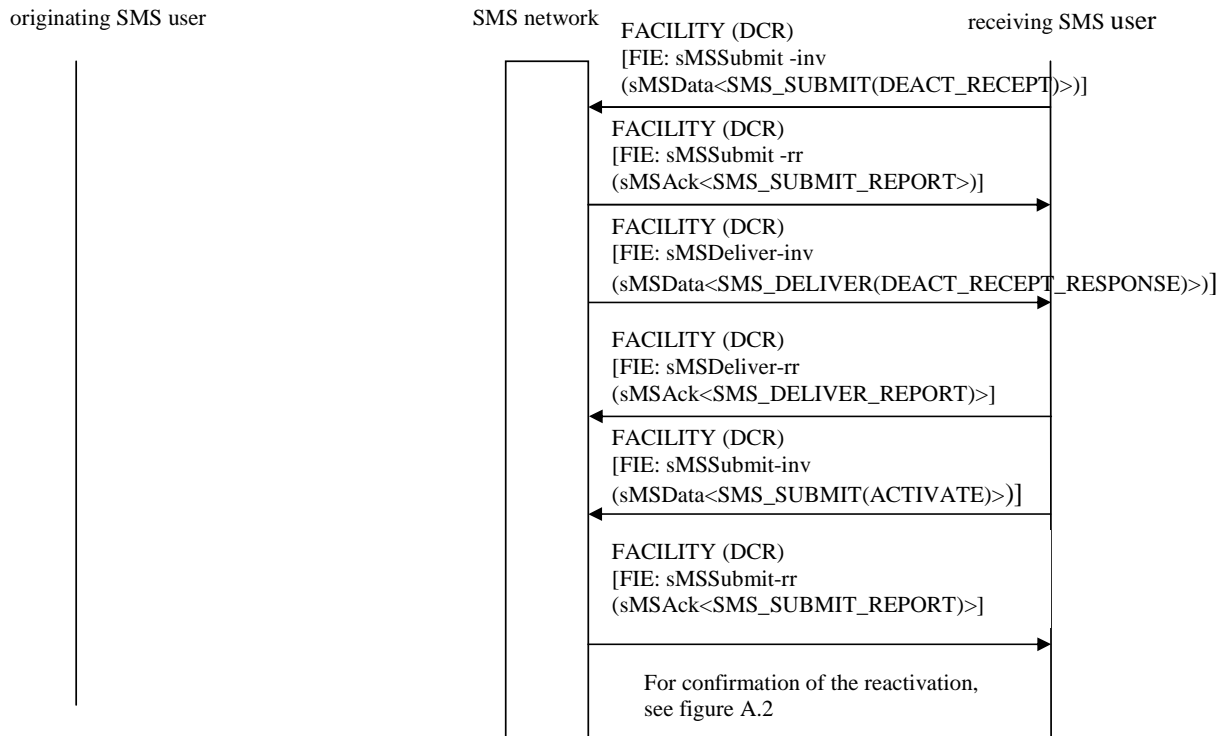 originating SMS user
SMS network
receiving SMS user
FACILITY (DCR)
[FIE: sMSSubmit -inv
(sMSData<SMS_SUBMIT(DEACT_RECEPT)>)]
FACILITY (DCR)
[FIE: sMSSubmit -rr
(sMSAck<SMS_SUBMIT_REPORT>)]
FACILITY (DCR)
[FIE: sMSDeliver-inv
(sMSData<SMS_DELIVER(DEACT_RECEPT_RESPONSE)>)]
FACILITY (DCR)
[FIE: sMSDeliver-rr
(sMSAck<SMS_DELIVER_REPORT)>]
FACILITY (DCR)
[FIE: sMSSubmit-inv
(sMSData<SMS_SUBMIT(ACTIVATE)>)]
FACILITY (DCR)
[FIE: sMSSubmit-rr
(sMSAck<SMS_SUBMIT_REPORT)>]
For confirmation of the reactivation,
see figure A.2